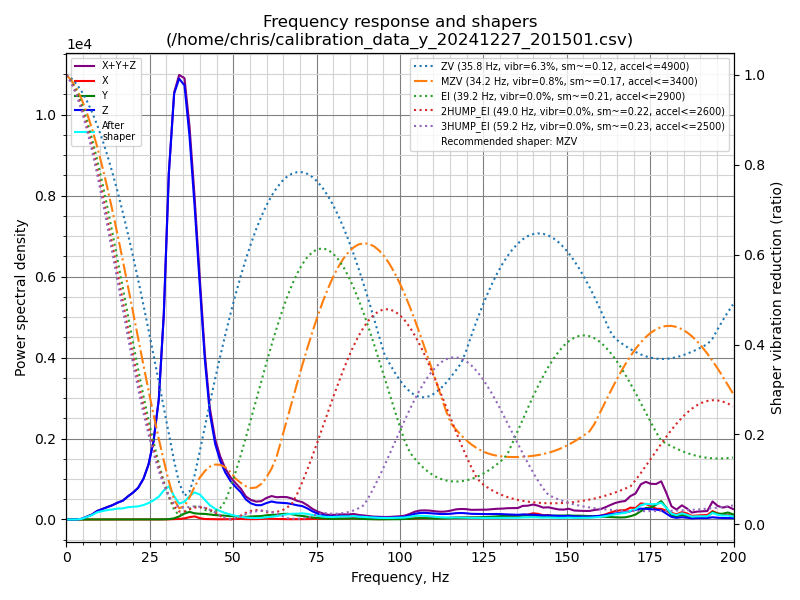 Frequency response and shapers
(/home/chris/calibration_data_y_20241227_201501.csv)
1e4
X+Y+Z
X
Y
Z
After
shaper
ZV (35.8 Hz, vibr=6.3%, sm~=0.12, accel<=4900)
MZV (34.2 Hz, vibr=0.8%, sm~=0.17, accel<=3400)
EI (39.2 Hz, vibr=0.0%, sm~=0.21, accel<=2900)
2HUMP_EI (49.0 Hz, vibr=0.0%, sm~=0.22, accel<=2600)
3HUMP_EI (59.2 Hz, vibr=0.0%, sm~=0.23, accel<=2500)
Recommended shaper: MZV
Power spectral density
1.0
0.8
0.6
0.4
0.2
0.0
1.0
0.8
0.6
0.4
0.2
0.0
Shaper vibration reduction (ratio)
0 25 50 75 100 125 150 175 200
Frequency, Hz